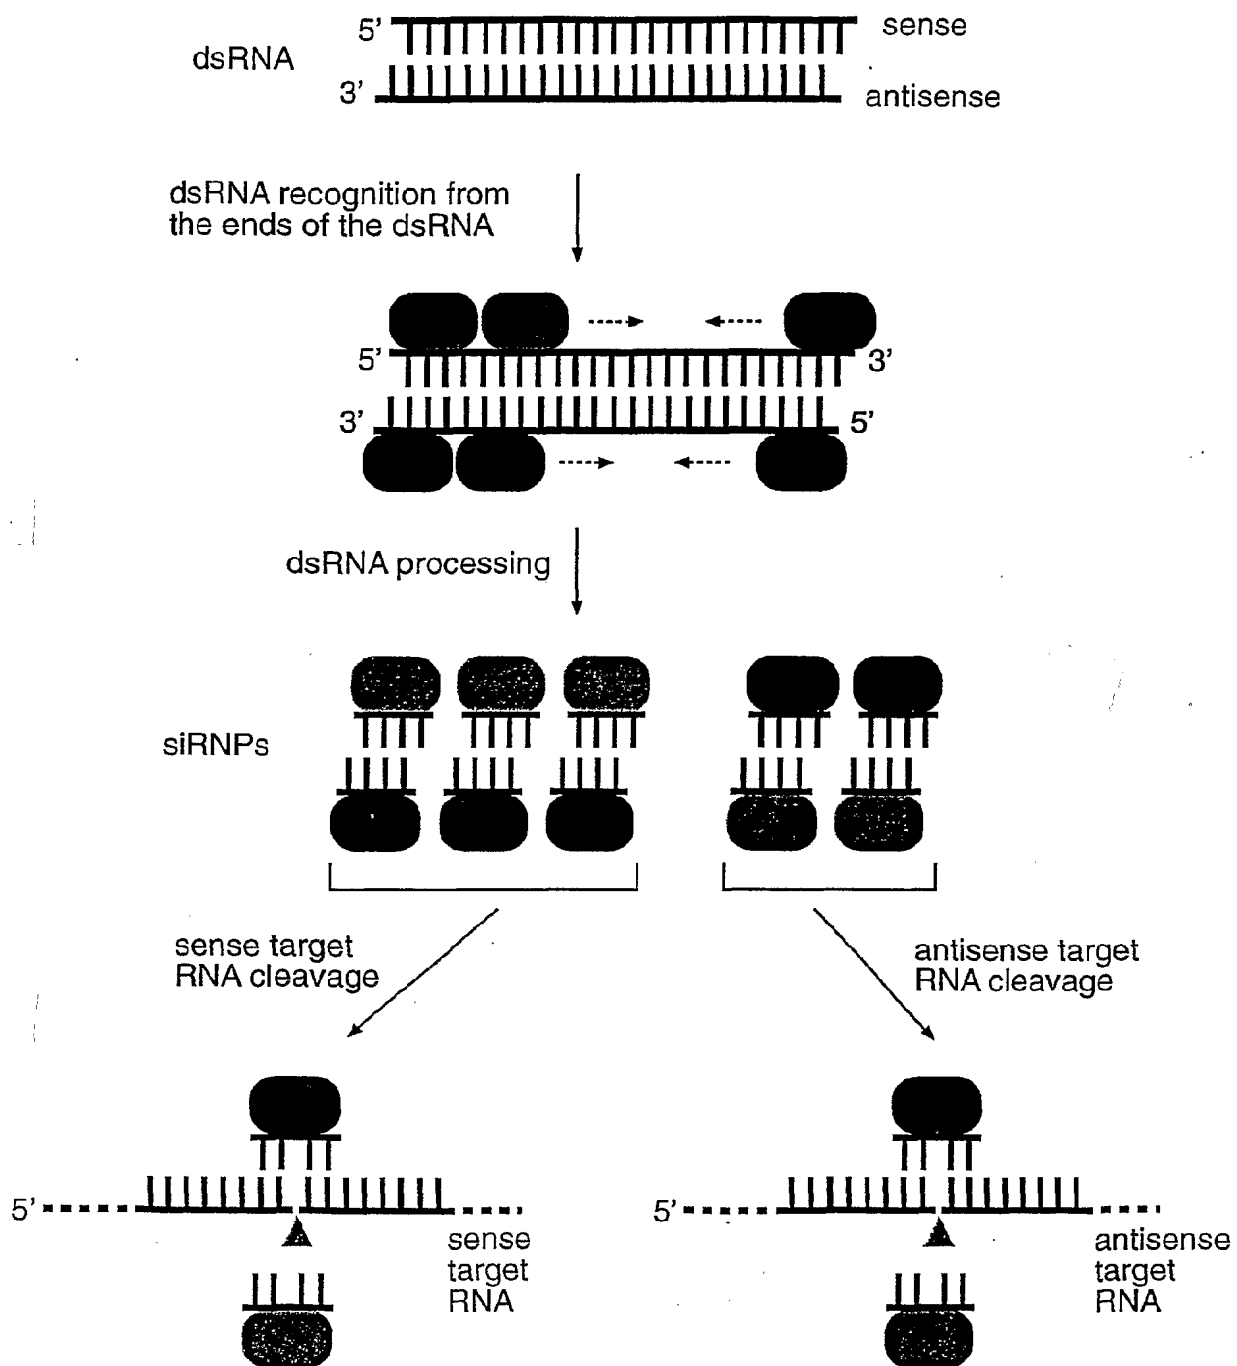 5' sense
dsRNA
3' antisense
dsRNA recognition from
the ends of the dsRNA
5' 3'
3' 5'
dsRNA processing
siRNPs
sense target
RNA cleavage
antisense target
RNA cleavage
5'
sense
target
RNA
5'
antisense
target
RNA